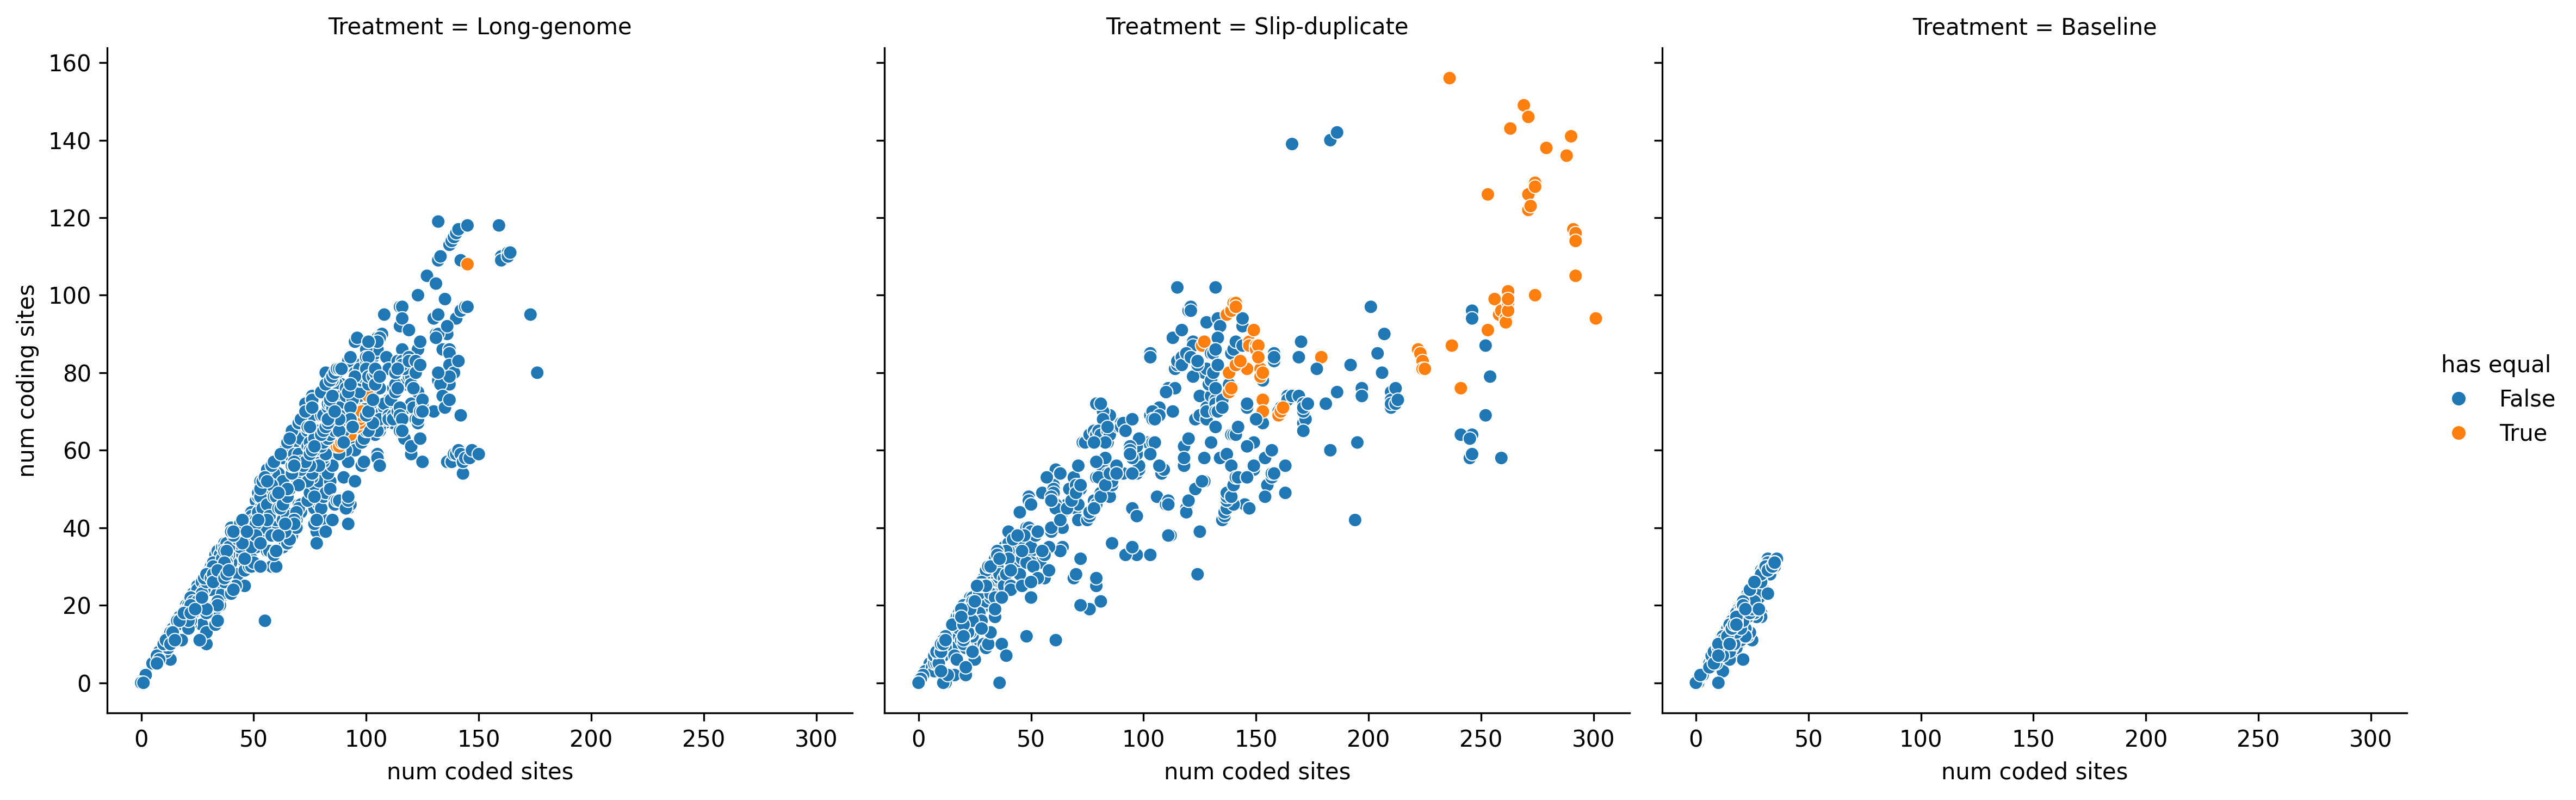 Treatment = Long-genome
Treatment = Slip-duplicate
Treatment = Baseline
num coding sites
160
140
120
100
80
60
40
20
0
0 50 100 150 200 250 300
0 50 100 150 200 250 300
0 50 100 150 200 250 300
num coded sites
num coded sites
num coded sites
has equal
False
True